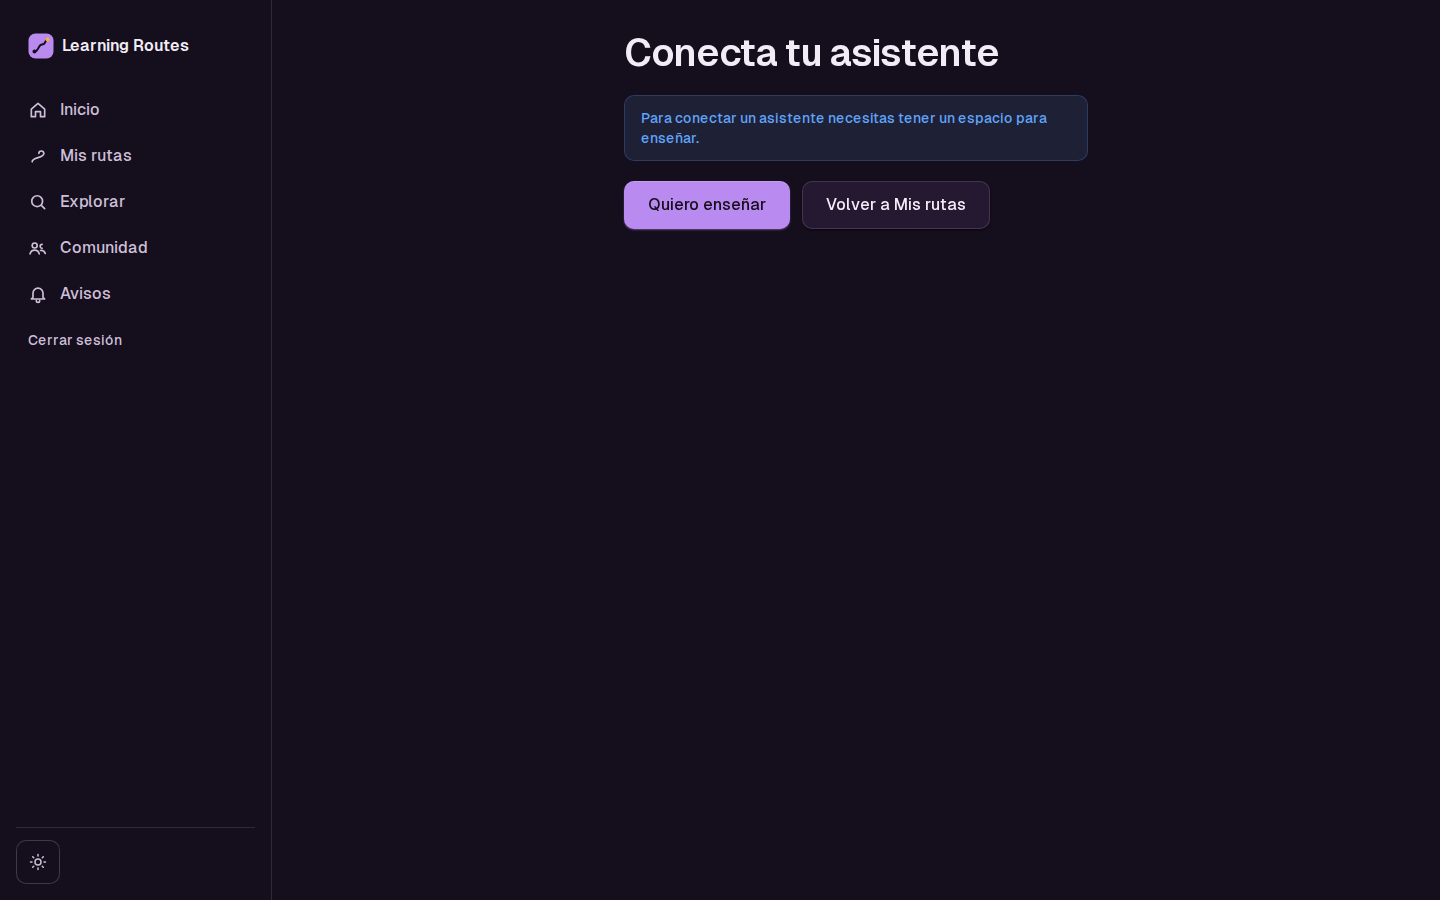 Learning Routes
Inicio
Mis rutas
Explorar
Comunidad
Avisos
Cerrar sesión
Conecta tu asistente
Para conectar un asistente necesitas tener un espacio para
enseñar.
Quiero enseñar
Volver a Mis rutas